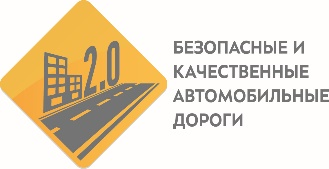 2.0
БЕЗОПАСНЫЕ И
КАЧЕСТВЕННЫЕ
АВТОМОБИЛЬНЫЕ
ДОРОГИ